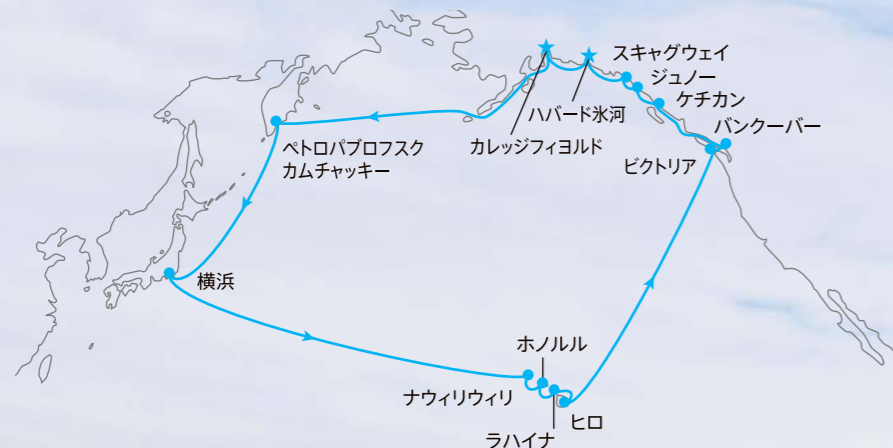 スキャグウェイ
ジュノー
ケチカン
バンクーバー
ハバード氷河
カレッジフィヨルド
ビクトリア
ペトロパブロフスク
カムチャッキー
横浜
ホノルル
ナウィリウィリ
ヒロ
ラハイナ